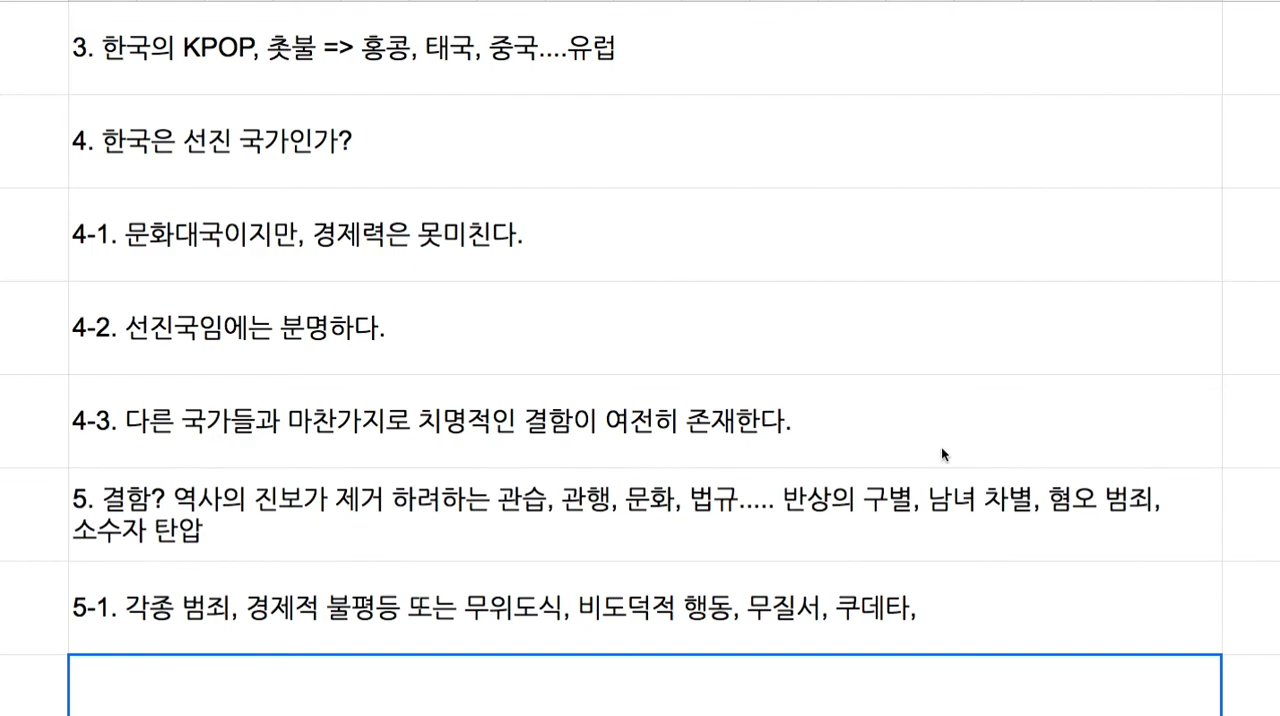 3. 한국의 KPOP, 촛불 => 홍콩, 태국, 중국....유럽
4. 한국은 선진 국가인가?
4-1. 문화대국이지만, 경제력은 못미친다.
4-2. 선진국임에는 분명하다.
4-3. 다른 국가들과 마찬가지로 치명적인 결함이 여전히 존재한다.
5. 결함? 역사의 진보가 제거 하려하는 관습, 관행, 문화, 법규..... 반상의 구별, 남녀 차별, 혐오 범죄,
소수자 탄압
5-1. 각종 범죄, 경제적 불평등 또는 무위도식, 비도덕적 행동, 무질서, 쿠데타,